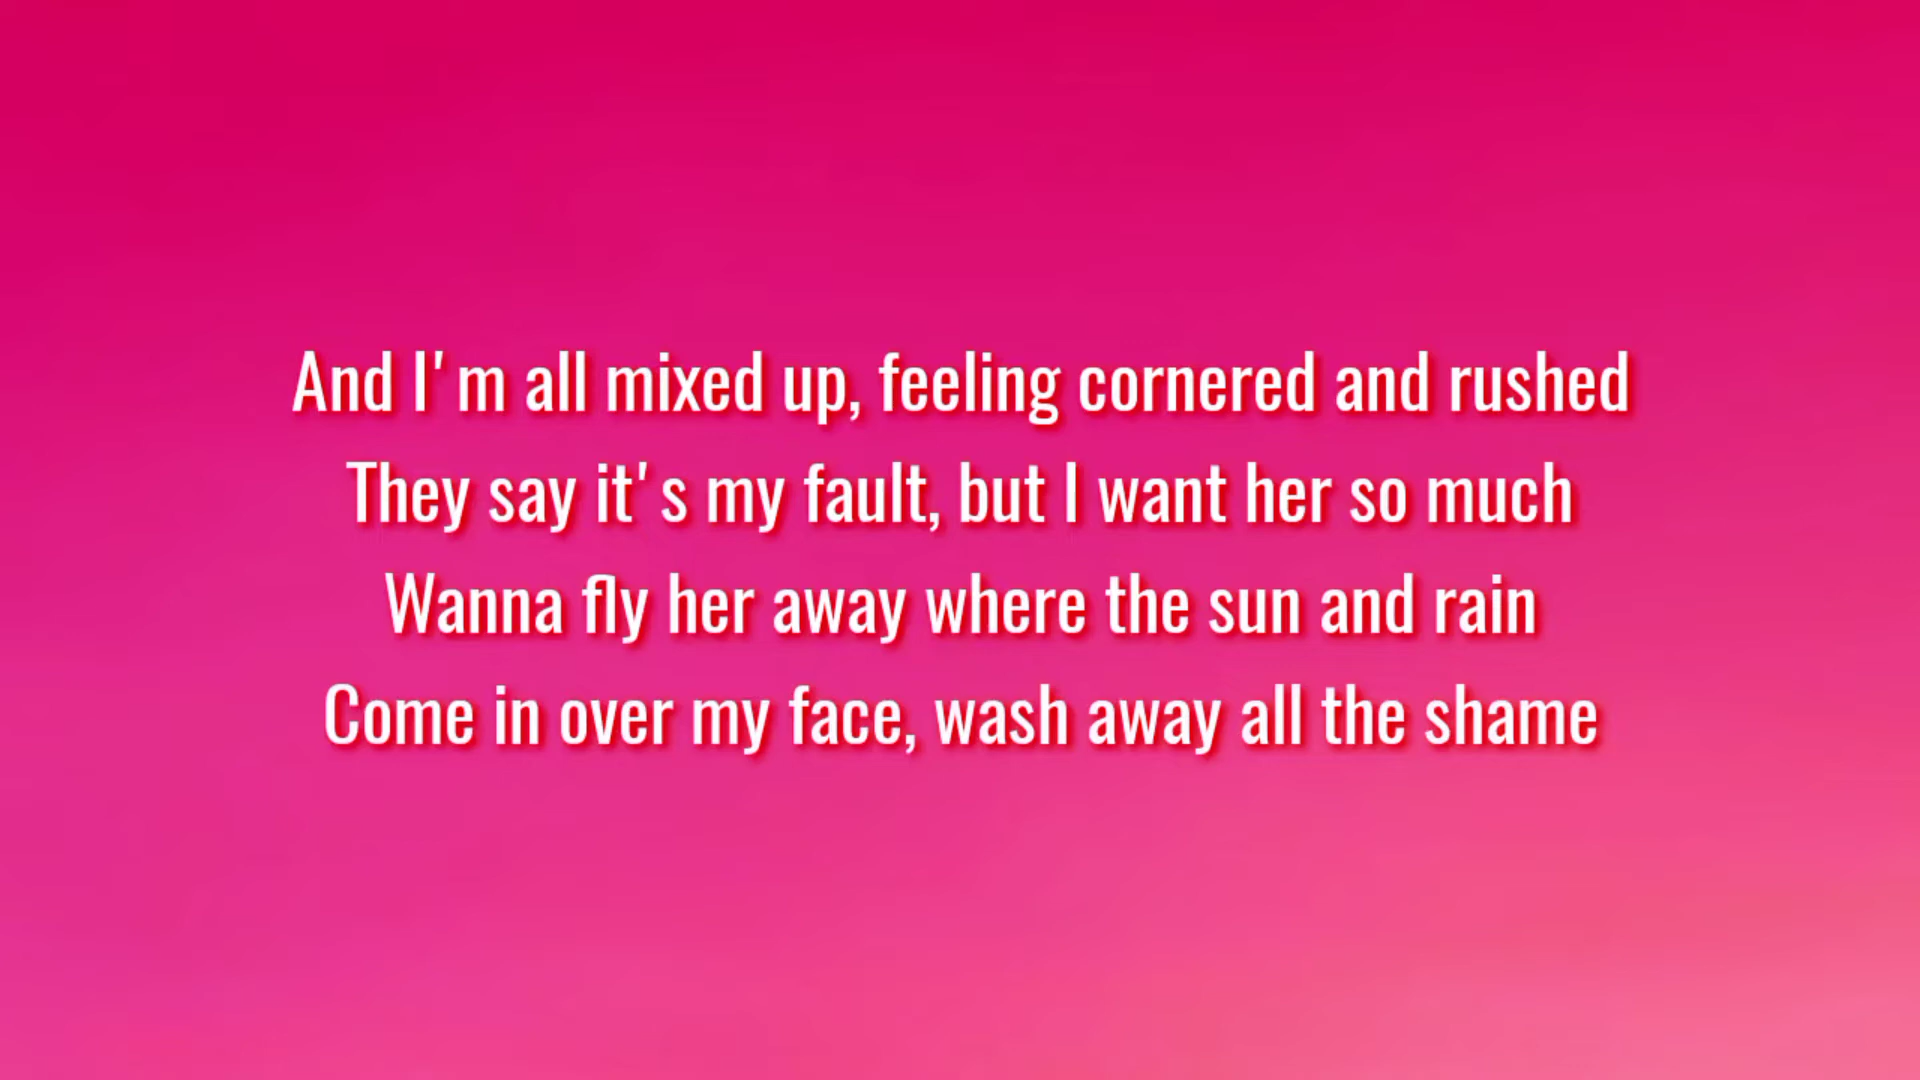 And I'm all mixed up, feeling cornered and rushed
They say it's my fault, but I want her so much
Wanna fly her away where the sun and rain
Come in over my face, wash away all the shame